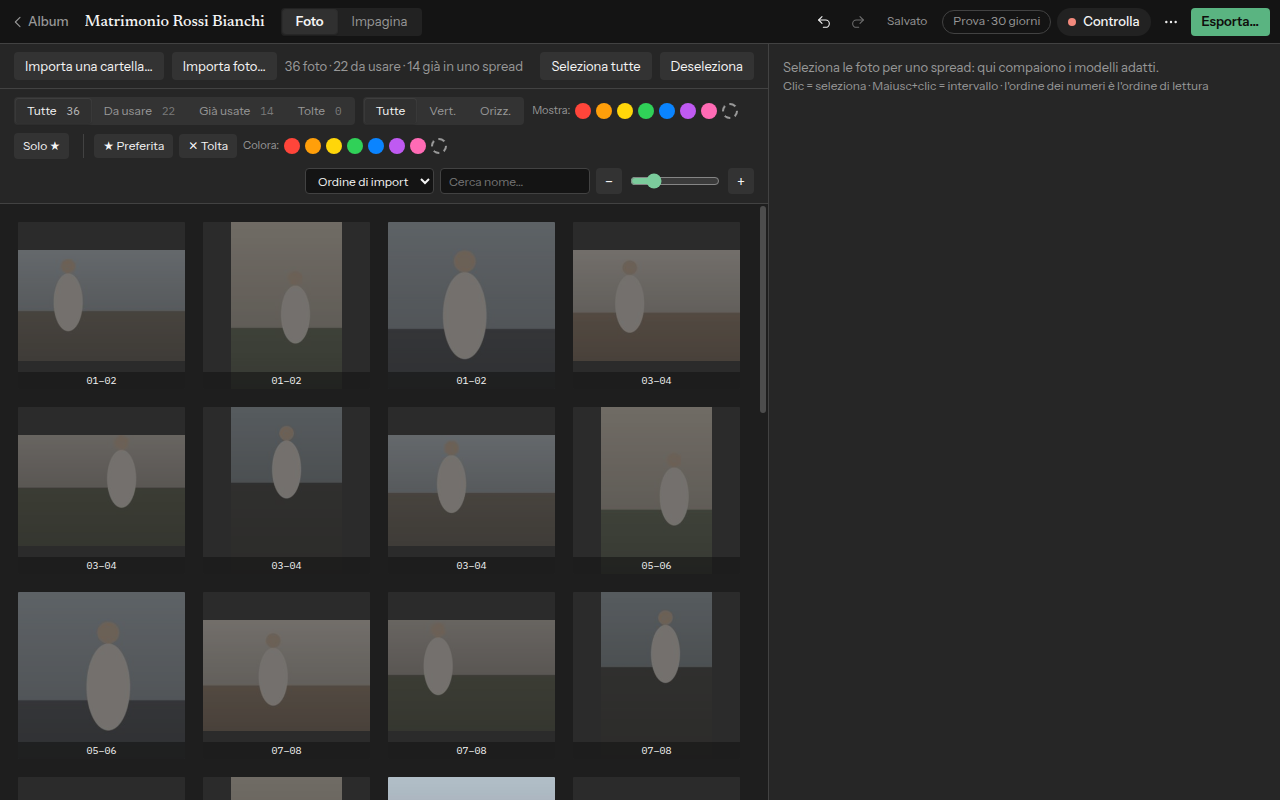 Album Matrimonio Rossi Bianchi Foto Impagina Salvato Prova · 30 giorni Controlla Esporta...
Importa una cartella... Importa foto... 36 foto · 22 da usare · 14 già in uno spread Seleziona tutte Deseleziona
Tutte 36 Da usare 22 Già usate 14 Tolte 0 Tutte Vert. Orizz. Mostra:
Solo ★ ★ Preferita ✕ Tolta Colora:
Ordine di import Cerca nome... − +
01–02 01–02 01–02 03–04
03–04 03–04 03–04 05–06
05–06 07–08 07–08 07–08
Seleziona le foto per uno spread: qui compaiono i modelli adatti.
Clic = seleziona · Maiusc+clic = intervallo · l'ordine dei numeri è l'ordine di lettura